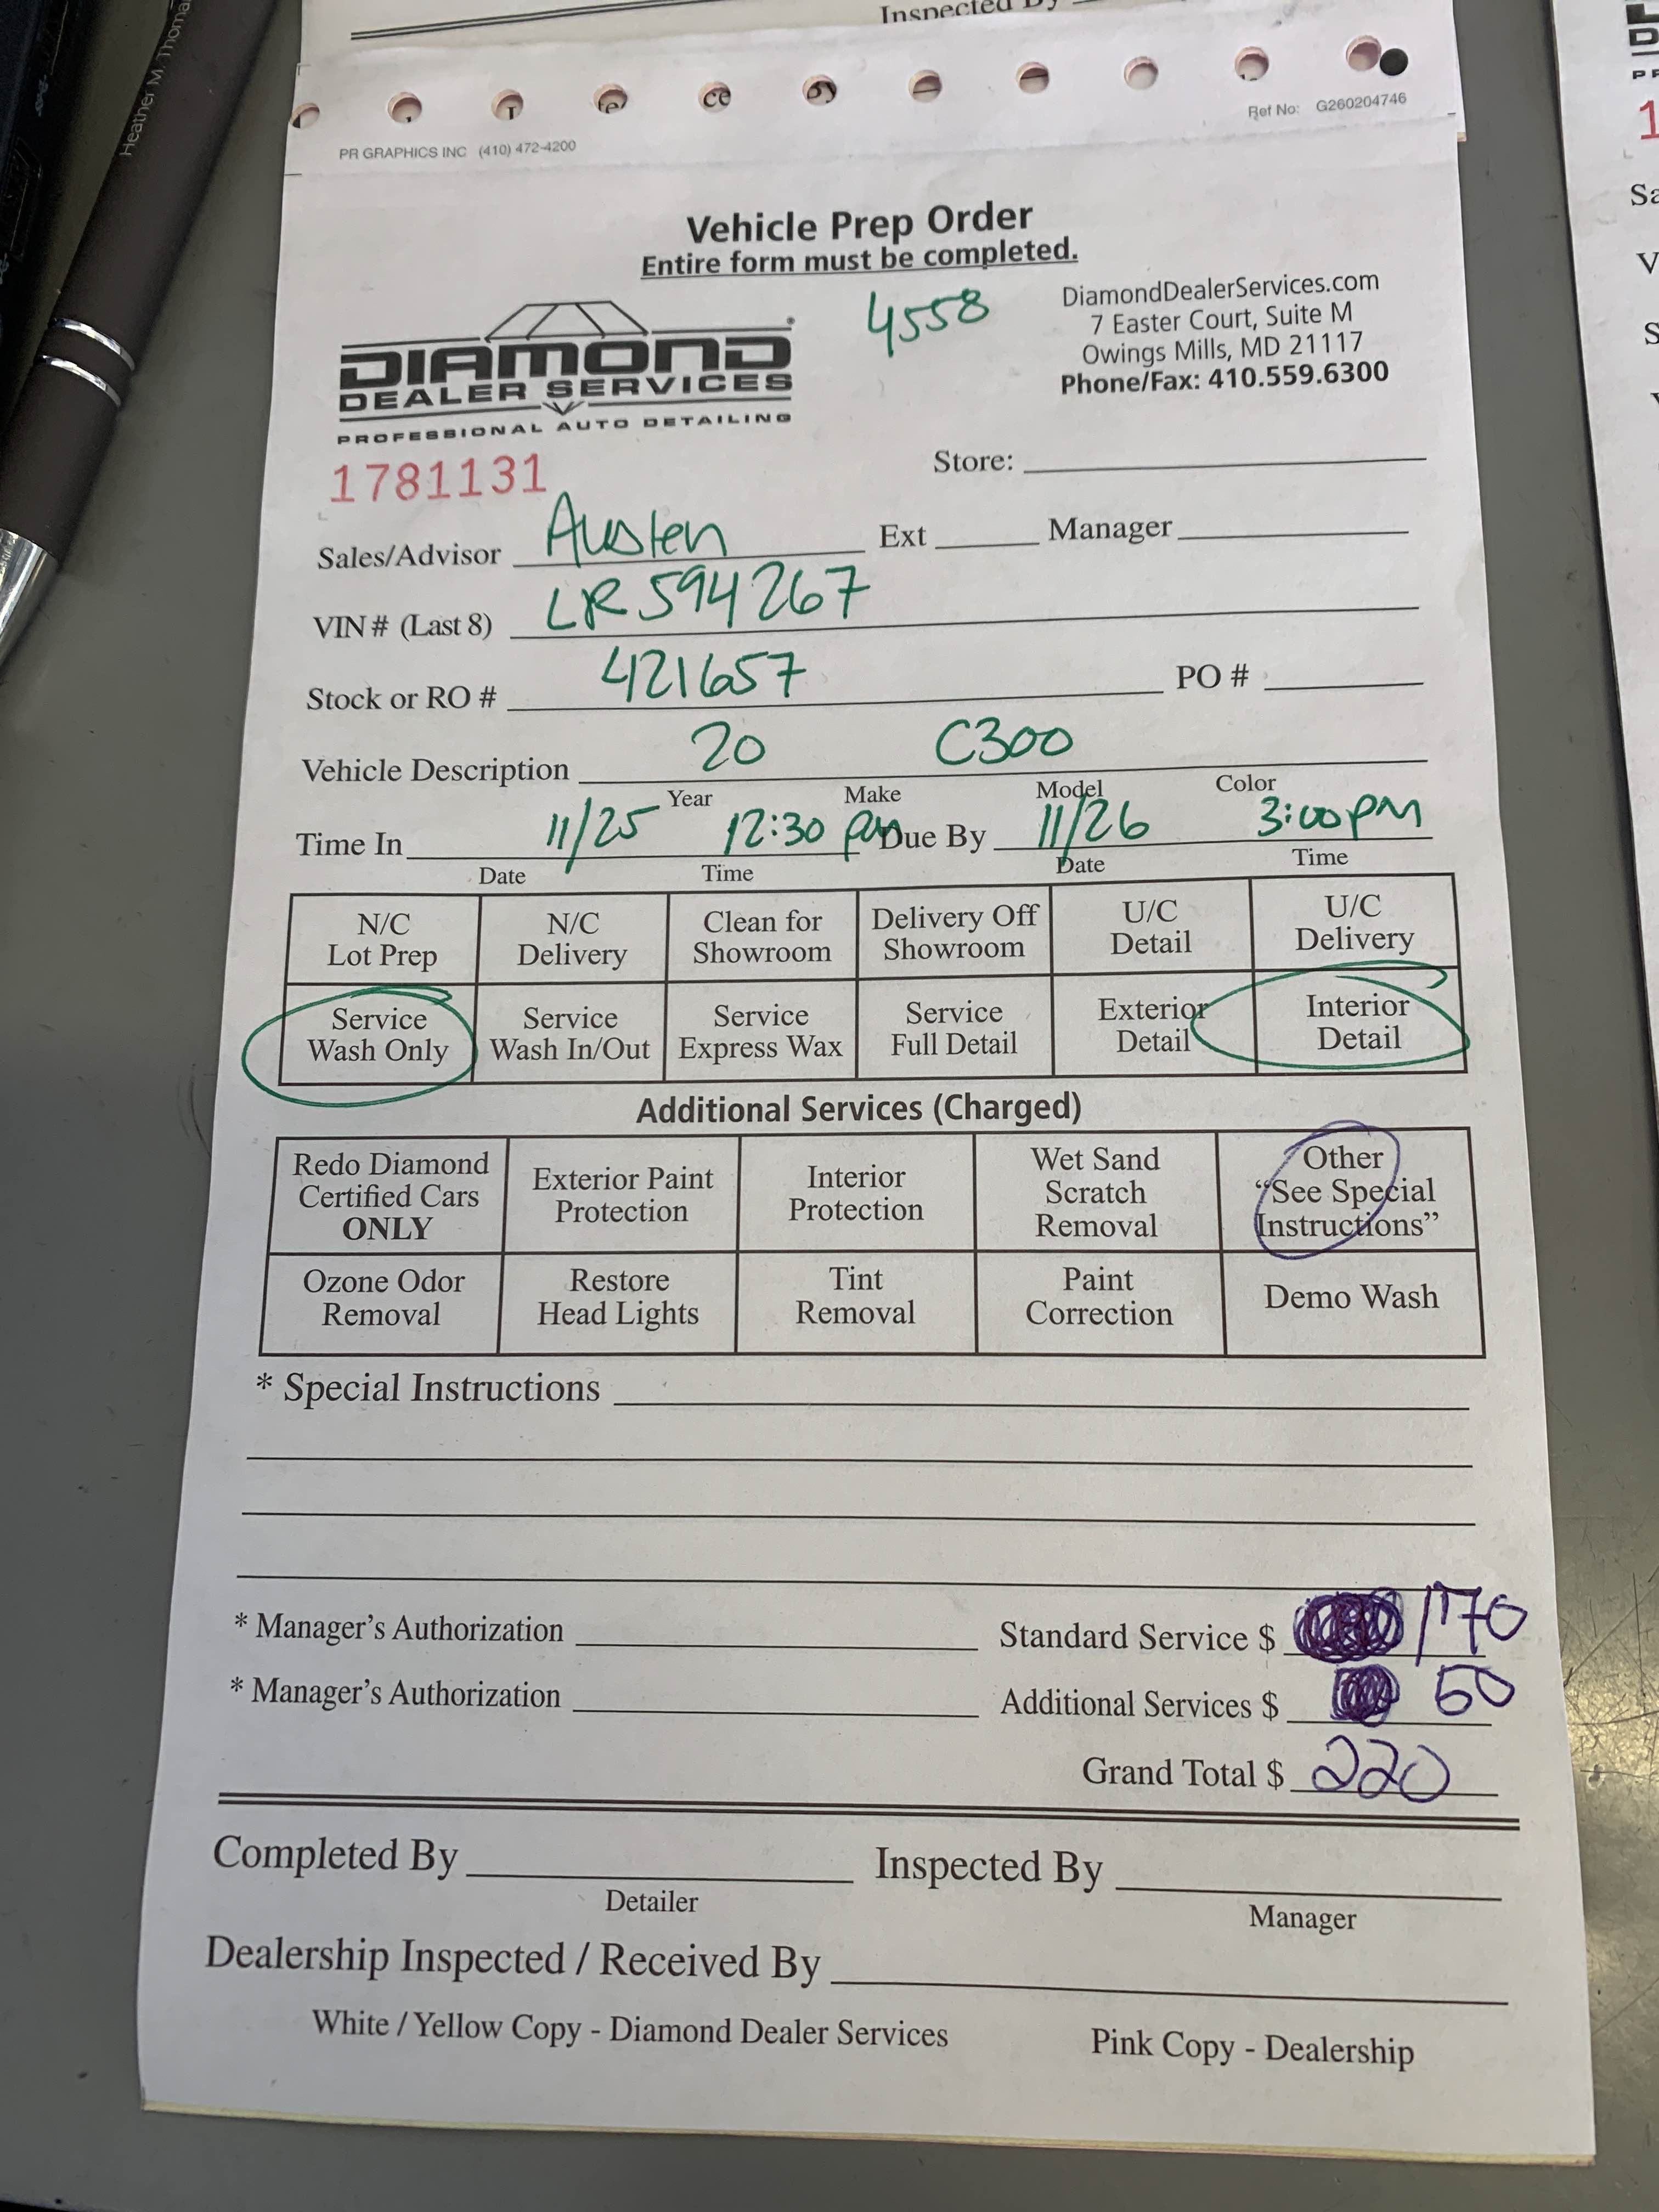 Inspected By
Heather M. Thoma
Ref No: G260204746
PR GRAPHICS INC (410) 472-4200
Vehicle Prep Order
Entire form must be completed.
4558
DIAMOND
DEALER SERVICES
PROFESSIONAL AUTO DETAILING
DiamondDealerServices.com
7 Easter Court, Suite M
Owings Mills, MD 21117
Phone/Fax: 410.559.6300
1781131
Store:
Sales/Advisor Austen Ext Manager
VIN # (Last 8) LR594267
Stock or RO # 421657 PO #
Vehicle Description 20 C300
Year Make Model Color
Time In 11/25 12:30 pm Due By 11/26 3:00pm
Date Time Date Time
N/C Lot Prep
N/C Delivery
Clean for Showroom
Delivery Off Showroom
U/C Detail
U/C Delivery
Service Wash Only
Service Wash In/Out
Service Express Wax
Service Full Detail
Exterior Detail
Interior Detail
Additional Services (Charged)
Redo Diamond Certified Cars ONLY
Exterior Paint Protection
Interior Protection
Wet Sand Scratch Removal
Other "See Special Instructions"
Ozone Odor Removal
Restore Head Lights
Tint Removal
Paint Correction
Demo Wash
* Special Instructions
* Manager's Authorization Standard Service $ 170
* Manager's Authorization Additional Services $ 50
Grand Total $ 220
Completed By Inspected By
Detailer Manager
Dealership Inspected / Received By
White / Yellow Copy - Diamond Dealer Services Pink Copy - Dealership